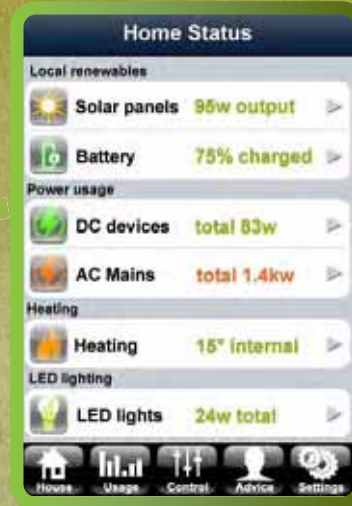 Home Status
Local renewables
Solar panels 95w output
Battery 75% charged
Power usage
DC devices total 83w
AC Mains total 1.4kw
Heating
Heating 15° internal
LED lighting
LED lights 24w total
House Usage Control Advice Settings